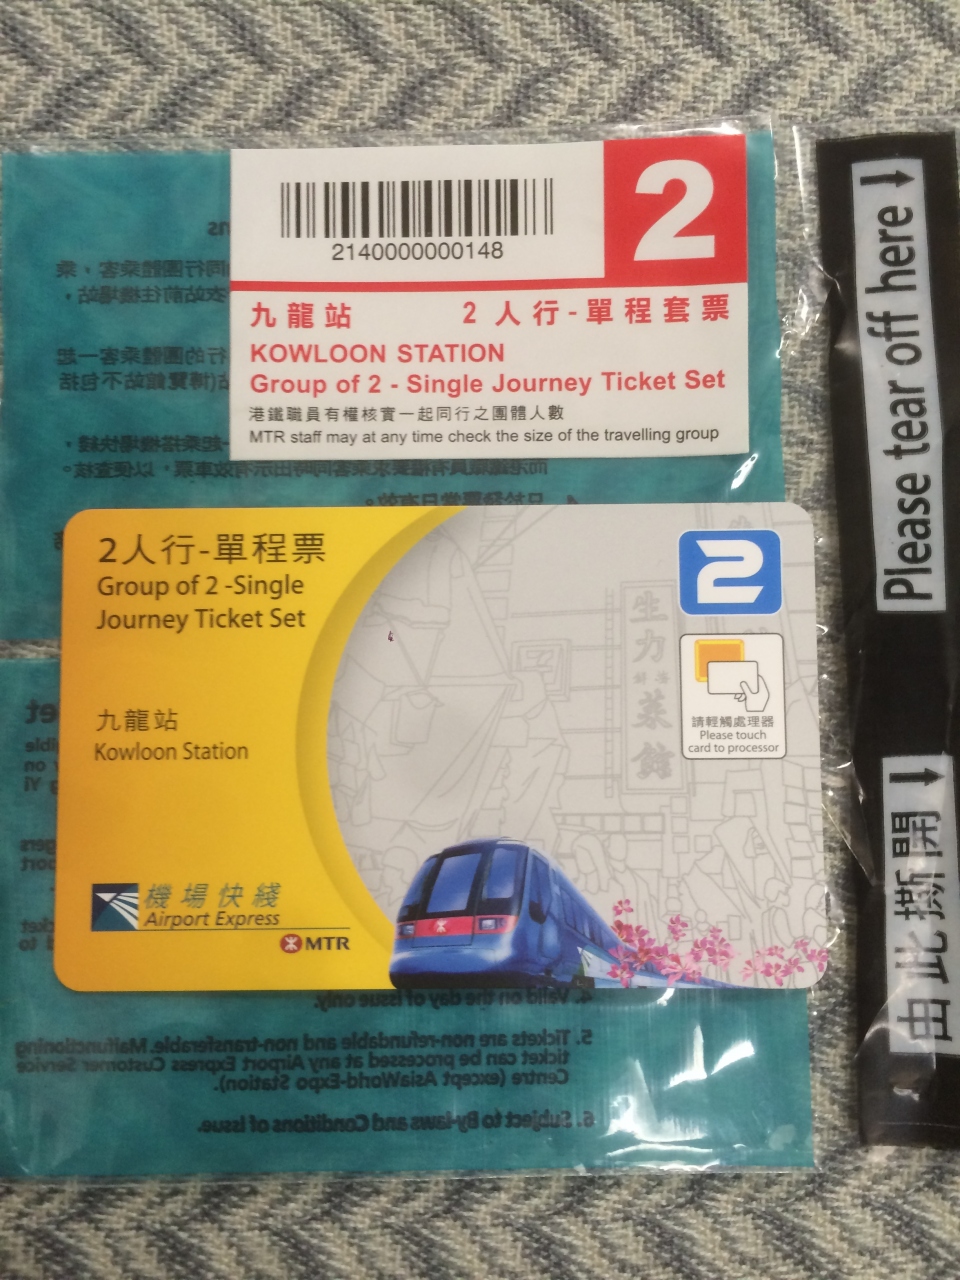 2
2140000000148
九龍站 2人行-單程套票
KOWLOON STATION
Group of 2 - Single Journey Ticket Set
港鐵職員有權核實一起同行之團體人數
MTR staff may at any time check the size of the travelling group
2人行-單程票
Group of 2 -Single
Journey Ticket Set
九龍站
Kowloon Station
機場快綫
Airport Express
MTR
2
請輕觸處理器
Please touch
card to processor
生力
菜館
Please tear off here
由此撕開
4. Valid on the day of issue only.
5. Tickets are non-refundable and non-transferable. Malfunctioning
ticket can be processed at any Airport Express Customer Service
Centre (except AsiaWorld-Expo Station).
6. Subject to By-laws and Conditions of Issue.